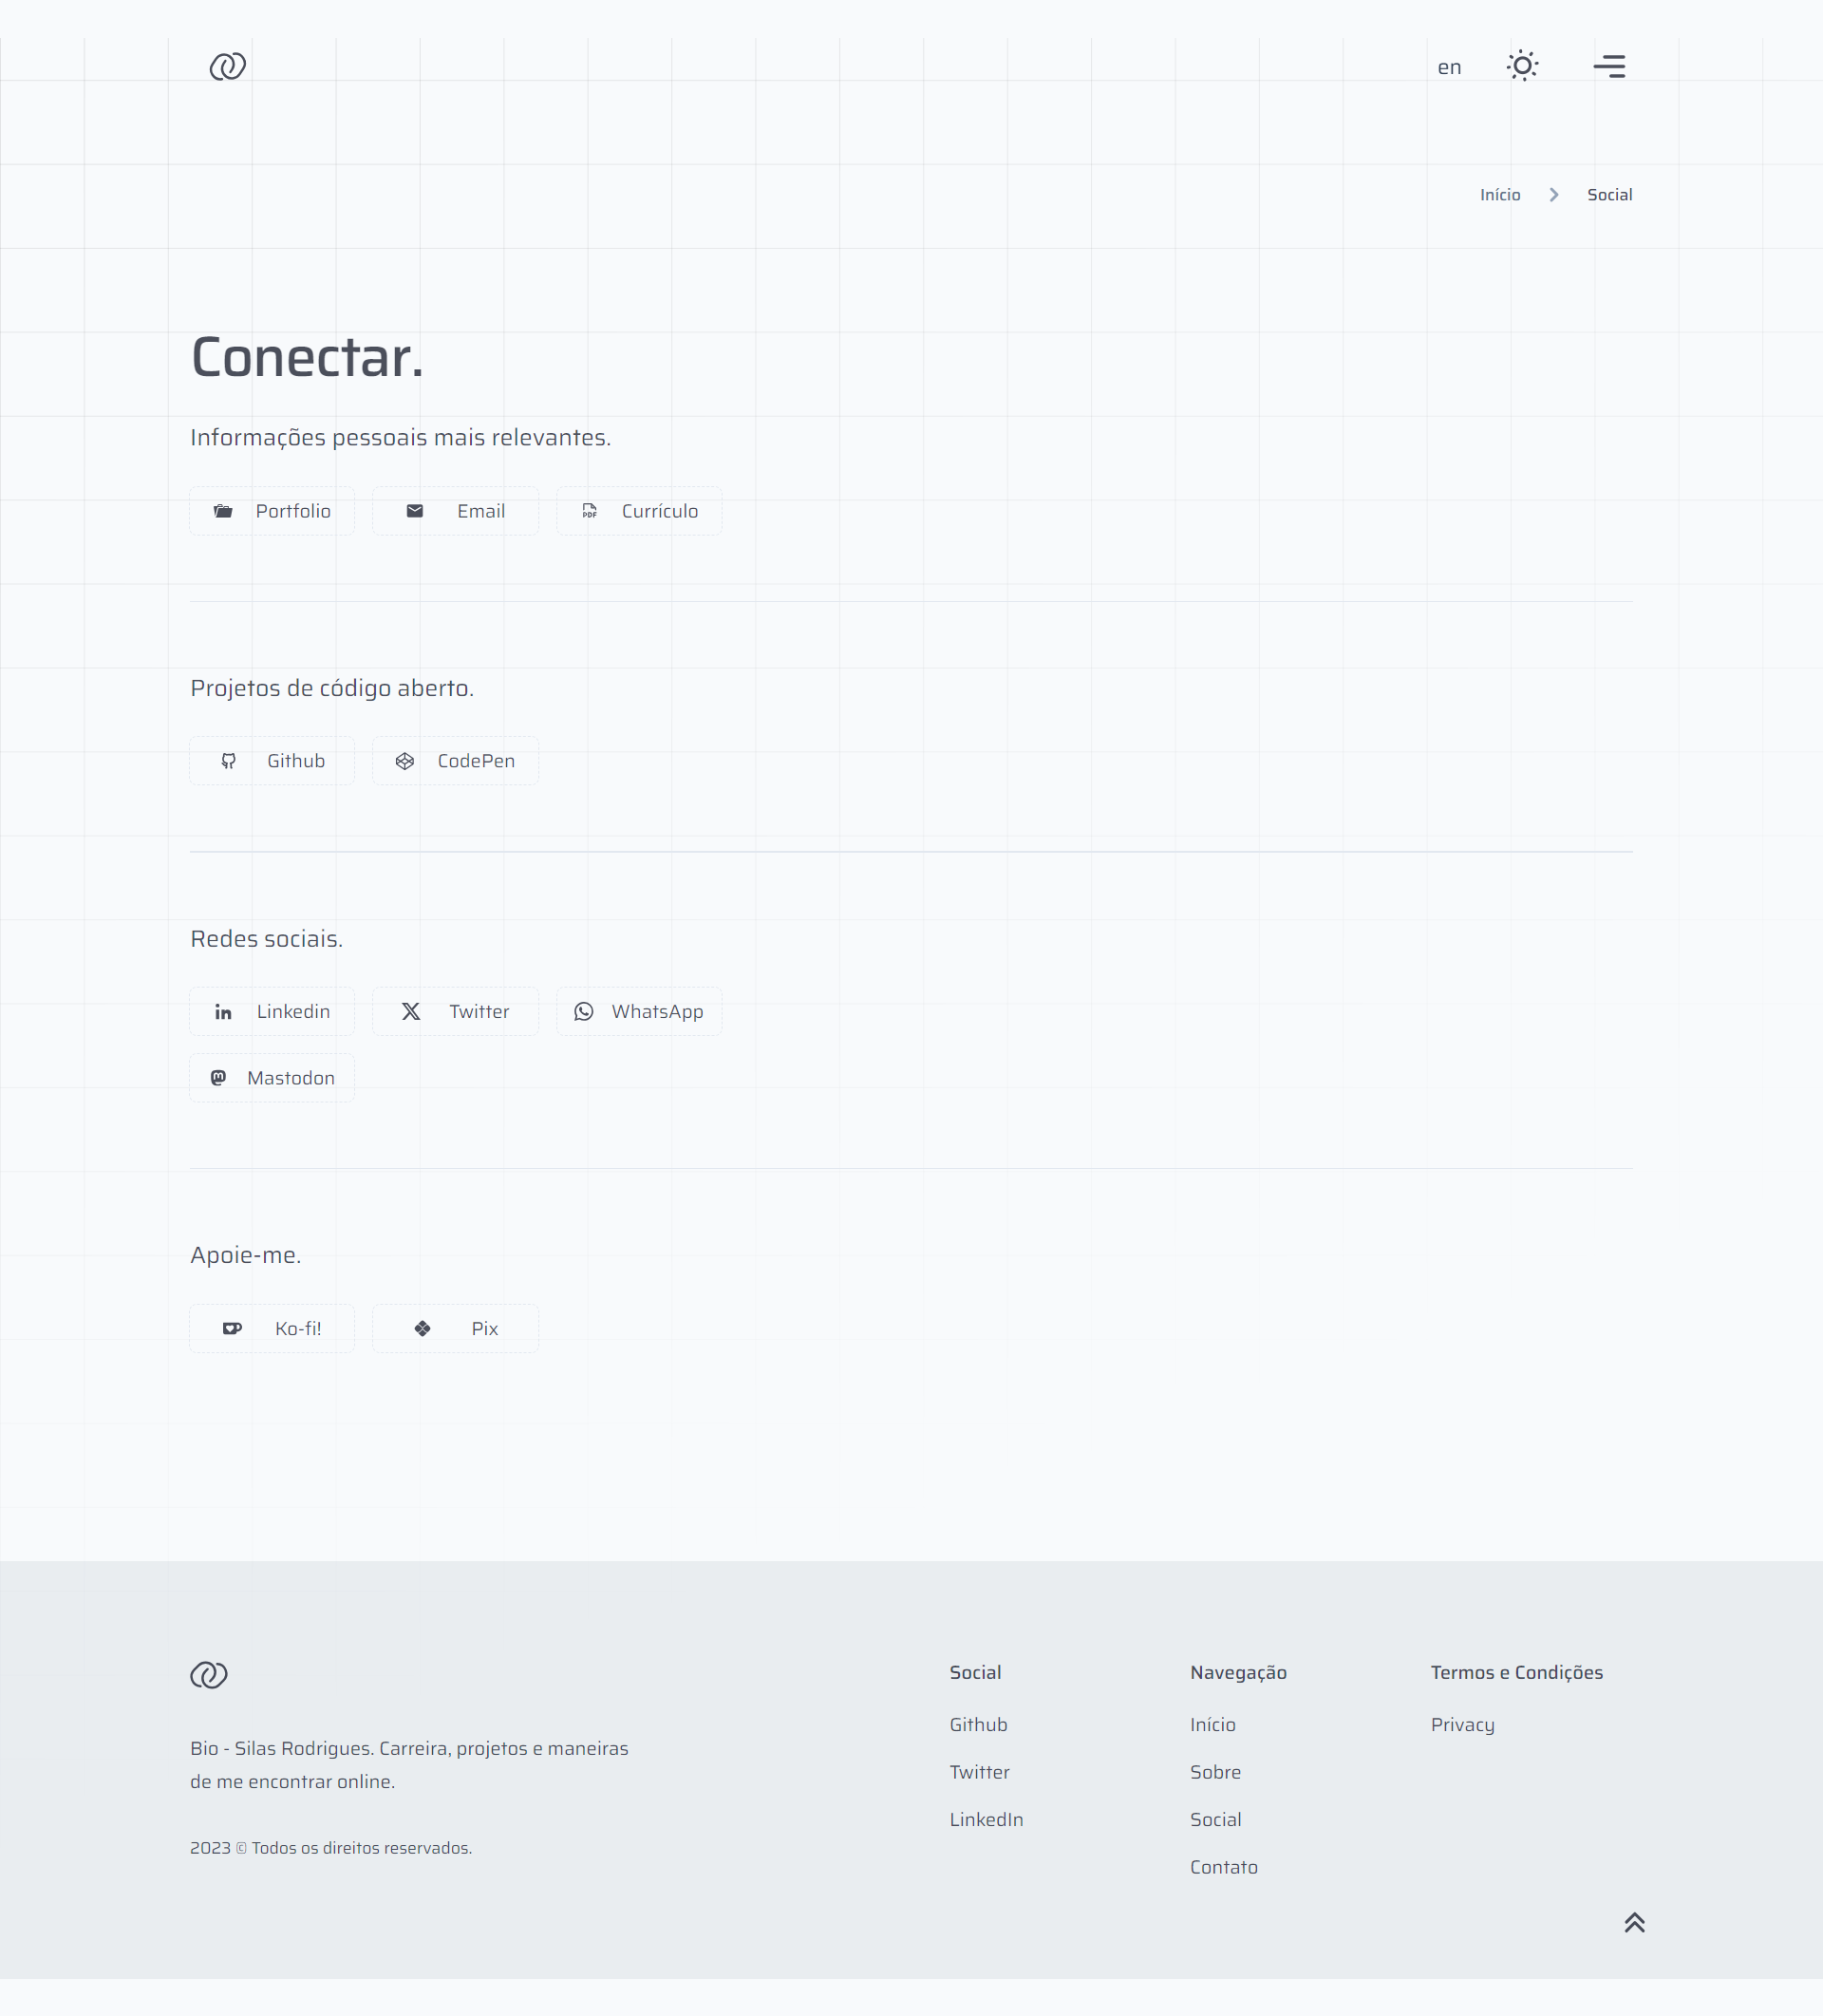 en
Início
Social
Conectar.
Informações pessoais mais relevantes.
Portfolio
Email
PDF
Currículo
Projetos de código aberto.
Github
CodePen
Redes sociais.
Linkedin
Twitter
WhatsApp
Mastodon
Apoie-me.
Ko-fi!
Pix
Bio - Silas Rodrigues. Carreira, projetos e maneiras
de me encontrar online.
2023 © Todos os direitos reservados.
Social
Github
Twitter
LinkedIn
Navegação
Início
Sobre
Social
Contato
Termos e Condições
Privacy